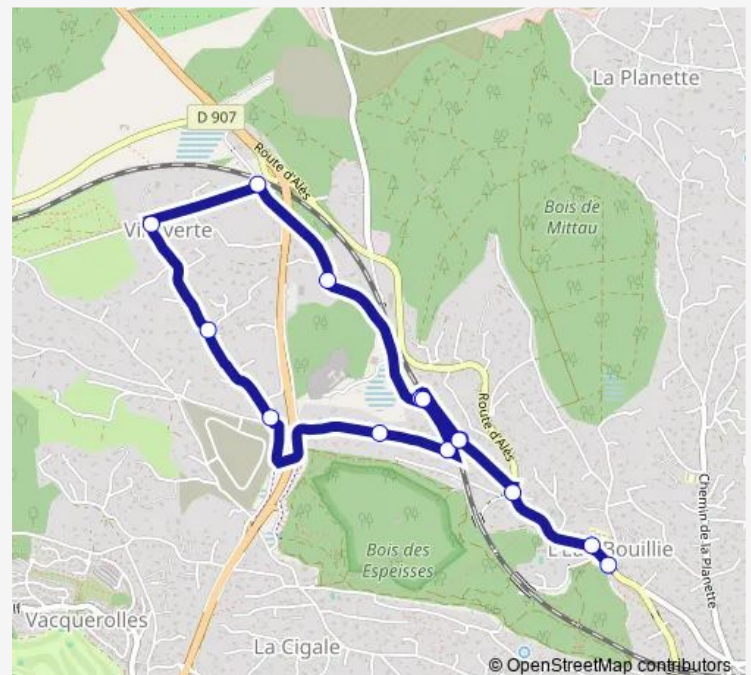 La Planette
D 907
Route d'Alès
Bois de
Mittau
Route d'Alès
Chemin de la Planette
Bois des
Espeisses
Vacquerolles
La Cigale
© OpenStreetMap contributors